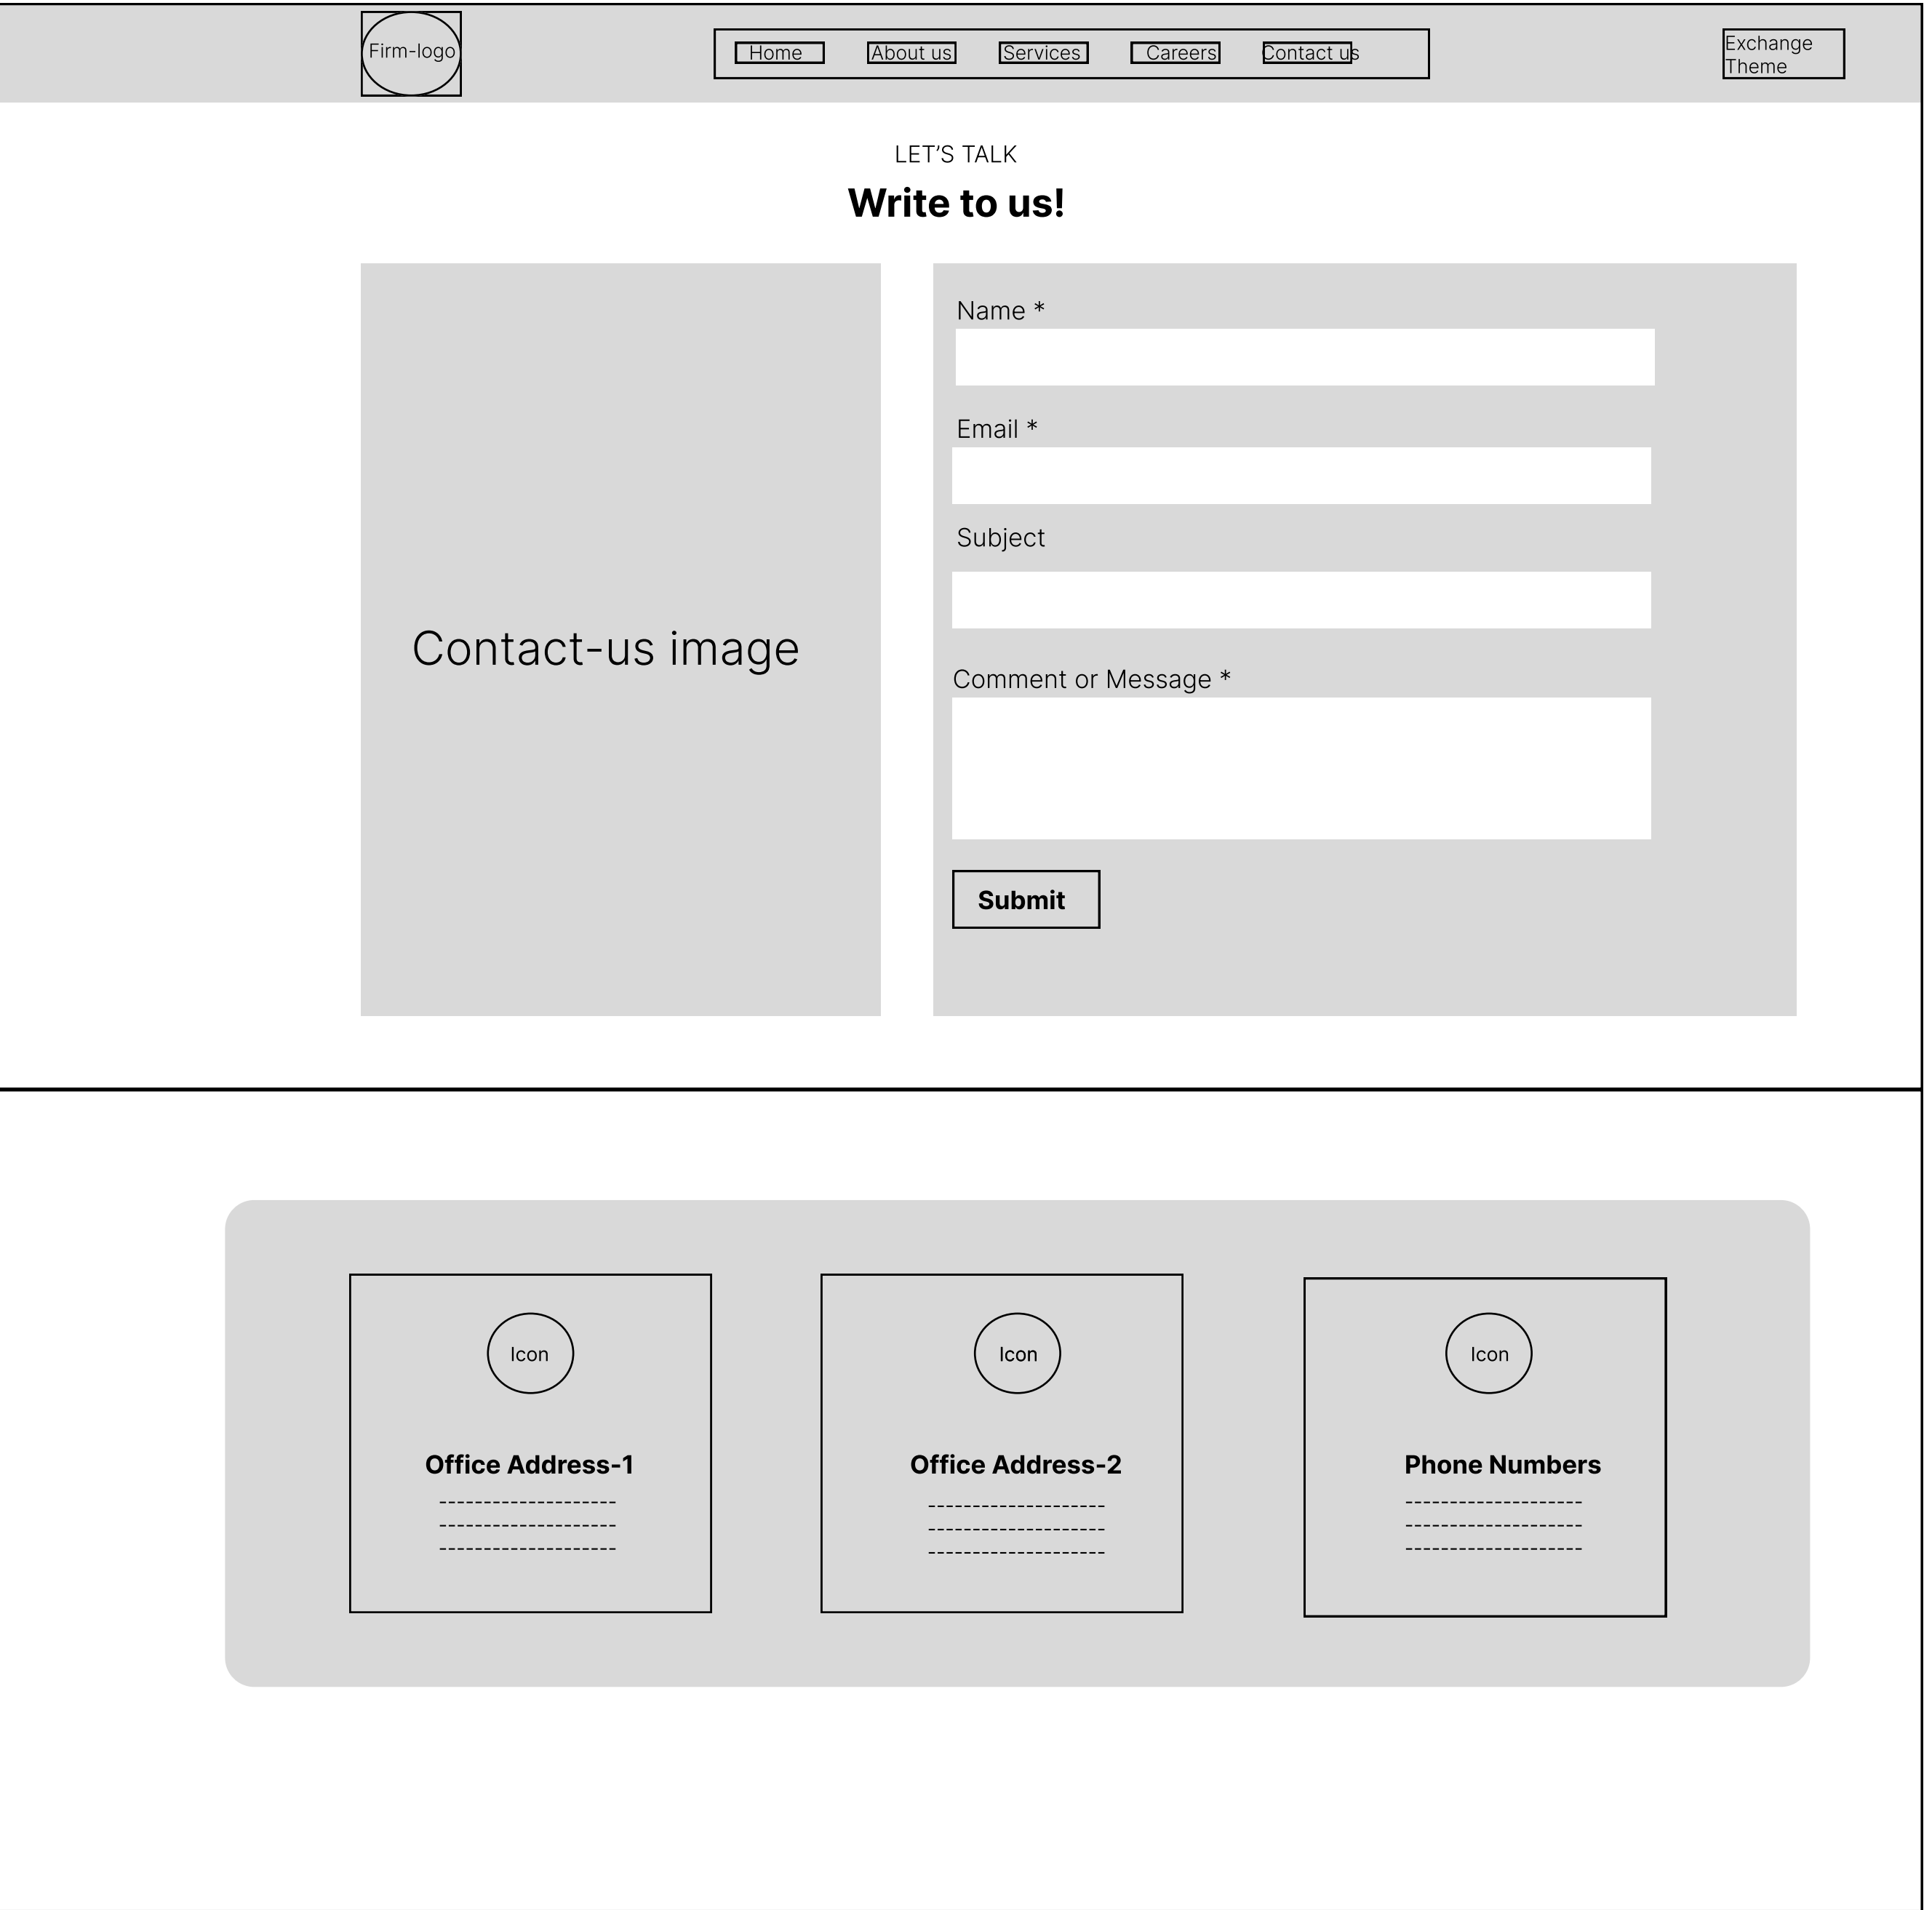 Firm-logo
Home
About us
Services
Careers
Contact us
Exchange
Theme
LET'S TALK
Write to us!
Contact-us image
Name *
Email *
Subject
Comment or Message *
Submit
Icon
Office Address-1
--------------------
--------------------
--------------------
Icon
Office Address-2
--------------------
--------------------
--------------------
Icon
Phone Numbers
--------------------
--------------------
--------------------